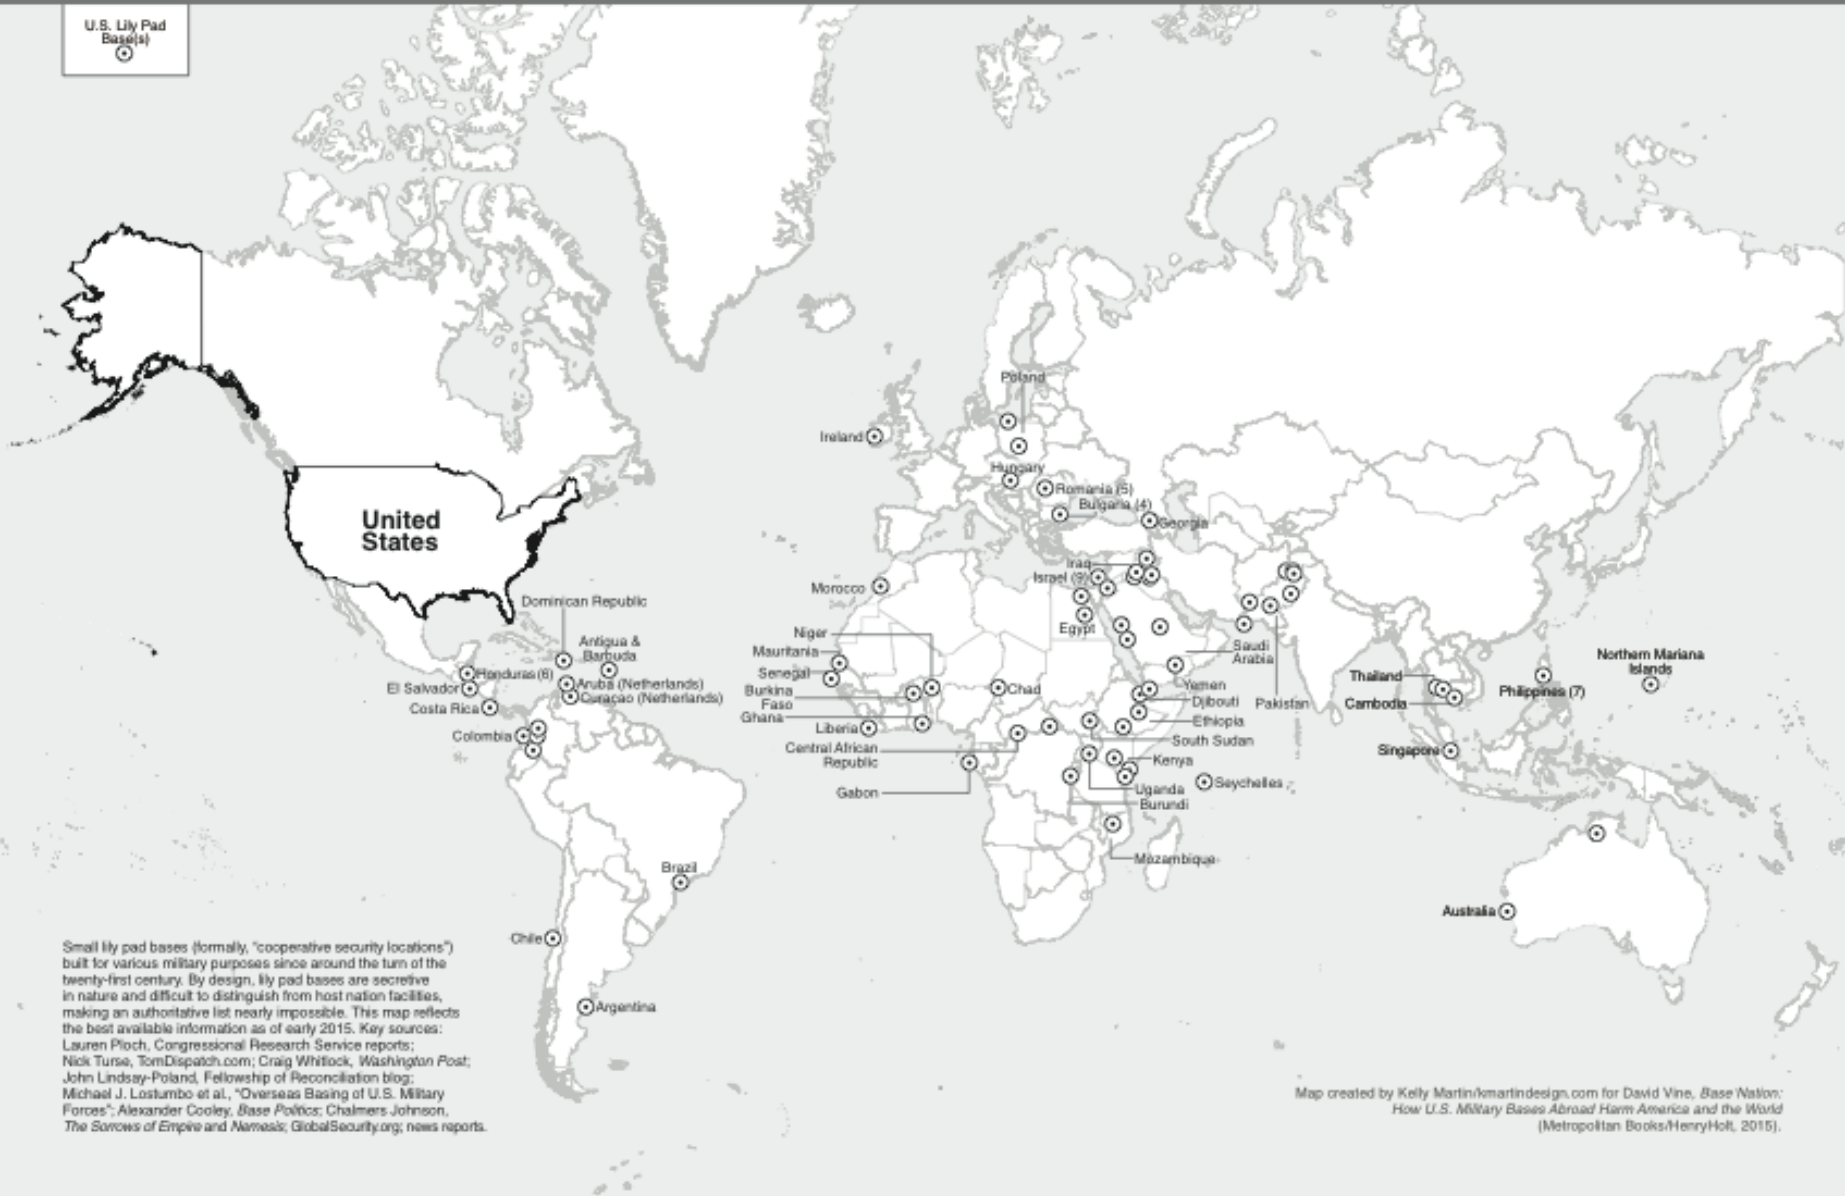 U.S. Lily Pad
Base(s)
United
States
Poland
Ireland
Hungary
Romania (5)
Bulgaria (4)
Georgia
Iraq
Israel (9)
Morocco
Dominican Republic
Antigua &
Barbuda
Niger
Egypt
Mauritania
Saudi
Arabia
Northern Mariana
Islands
Honduras (6)
Senegal
Thailand
El Salvador
Aruba (Netherlands)
Curaçao (Netherlands)
Burkina
Faso
Chad
Yemen
Djibouti
Pakistan
Cambodia
Philippines (7)
Costa Rica
Ghana
Ethiopia
Liberia
Colombia
South Sudan
Central African
Republic
Singapore
Kenya
Gabon
Uganda
Burundi
Seychelles
Mozambique
Brazil
Australia
Chile
Argentina
Small lily pad bases (formally, "cooperative security locations")
built for various military purposes since around the turn of the
twenty-first century. By design, lily pad bases are secretive
in nature and difficult to distinguish from host nation facilities,
making an authoritative list nearly impossible. This map reflects
the best available information as of early 2015. Key sources:
Lauren Ploch, Congressional Research Service reports;
Nick Turse, TomDispatch.com; Craig Whitlock, Washington Post;
John Lindsay-Poland, Fellowship of Reconciliation blog;
Michael J. Lostumbo et al., "Overseas Basing of U.S. Military
Forces"; Alexander Cooley, Base Politics; Chalmers Johnson,
The Sorrows of Empire and Nemesis; GlobalSecurity.org; news reports.
Map created by Kelly Martin/kmartindesign.com for David Vine, Base Nation:
How U.S. Military Bases Abroad Harm America and the World
(Metropolitan Books/HenryHolt, 2015).